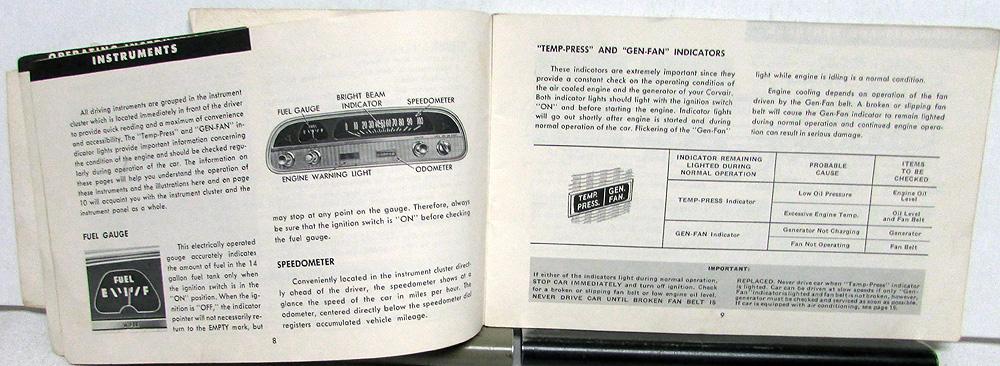 OPERATING
INSTRUMENTS
All driving instruments are grouped in the instrument
cluster which is located immediately in front of the driver
to provide quick reading and a maximum of convenience
and accessibility. The "Temp-Press" and "GEN-FAN" in-
dicator lights provide important information concerning
the condition of the engine and should be checked regu-
larly during operation of the car. The information on
these pages will help you understand the operation of
these instruments and the illustrations here and on page
10 will acquaint you with the instrument cluster and the
instrument panel as a whole.
FUEL GAUGE
FUEL
E F
This electrically operated
gouge accurately indicates
the amount of fuel in the 14
gallon fuel tank only when
the ignition switch is in the
"ON" position. When the ig-
nition is "OFF," the indicator
pointer will not necessarily re-
turn to the EMPTY mark, but
FUEL GAUGE
BRIGHT BEAM
INDICATOR
SPEEDOMETER
ENGINE WARNING LIGHT
ODOMETER
may stop at any point on the gauge. Therefore, always
be sure that the ignition switch is "ON" before checking
the fuel gauge.
SPEEDOMETER
Conveniently located in the instrument cluster direct-
ly ahead of the driver, the speedometer shows at a
glance the speed of the car in miles per hour. The
odometer, centered directly below the speedometer dial
registers accumulated vehicle mileage.
8
"TEMP-PRESS" AND "GEN-FAN" INDICATORS
These indicators are extremely important since they
provide a constant check on the operating condition of
the air cooled engine and the generator of your Corvair.
Both indicator lights should light with the ignition switch
"ON" and before starting the engine. Indicator lights
will go out shortly after engine is started and during
normal operation of the car. Flickering of the "Gen-Fan"
light while engine is idling is a normal condition.
Engine cooling depends on operation of the fan
driven by the Gen-Fan belt. A broken or slipping fan
belt will cause the Gen-Fan indicator to remain lighted
during normal operation and continued engine opera-
tion can result in serious damage.
TEMP. PRESS.
GEN. FAN.
INDICATOR REMAINING
LIGHTED DURING
NORMAL OPERATION
PROBABLE
CAUSE
ITEMS
TO BE
CHECKED
TEMP-PRESS Indicator
Low Oil Pressure
Engine Oil
Level
Excessive Engine Temp.
Oil Level
and Fan Belt
GEN-FAN Indicator
Generator Not Charging
Generator
Fan Not Operating
Fan Belt
IMPORTANT:
If either of the indicators light during normal operation,
STOP CAR IMMEDIATELY and turn off ignition. Check
for a broken or slipping fan belt or low engine oil level.
NEVER DRIVE CAR UNTIL BROKEN FAN BELT IS
REPLACED. Never drive car when "Temp-Press" indicator
is lighted. Car can be driven at slow speeds if only "Gen-
Fan" indicator is lighted and fan belt is not broken, however,
generator must be checked and serviced as soon as possible.
If car is equipped with air conditioning, see page 15.
9